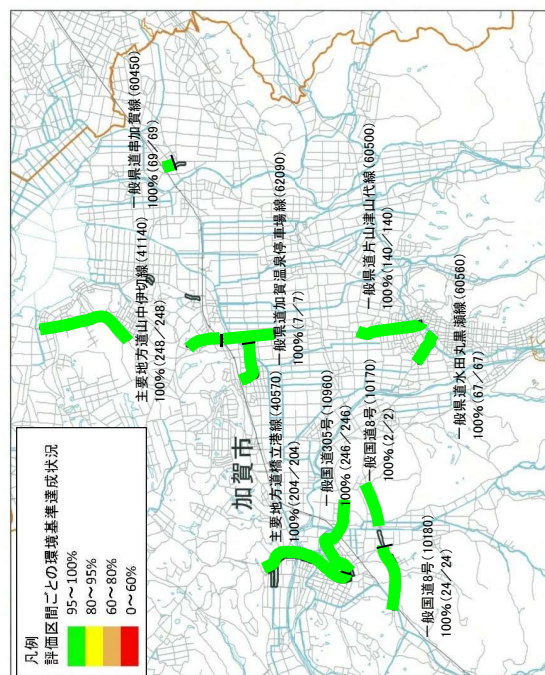 凡例
評価区間ごとの環境基準達成状況
95～100%
80～95%
60～80%
0～60%
一般県道串加賀線(60450)
100%(69／69)
主要地方道山中伊切線(41140)
100%(248／248)
加賀市
一般県道加賀温泉停車場線(62090)
100%(7／7)
一般県道片山津山代線(60500)
100%(140／140)
主要地方道橋立港線(40570)
100%(204／204)
一般国道305号(10960)
100%(246／246)
一般国道8号(10170)
100%(2／2)
一般県道水田丸黒瀬線(60560)
100%(67／67)
一般国道8号(10180)
100%(24／24)